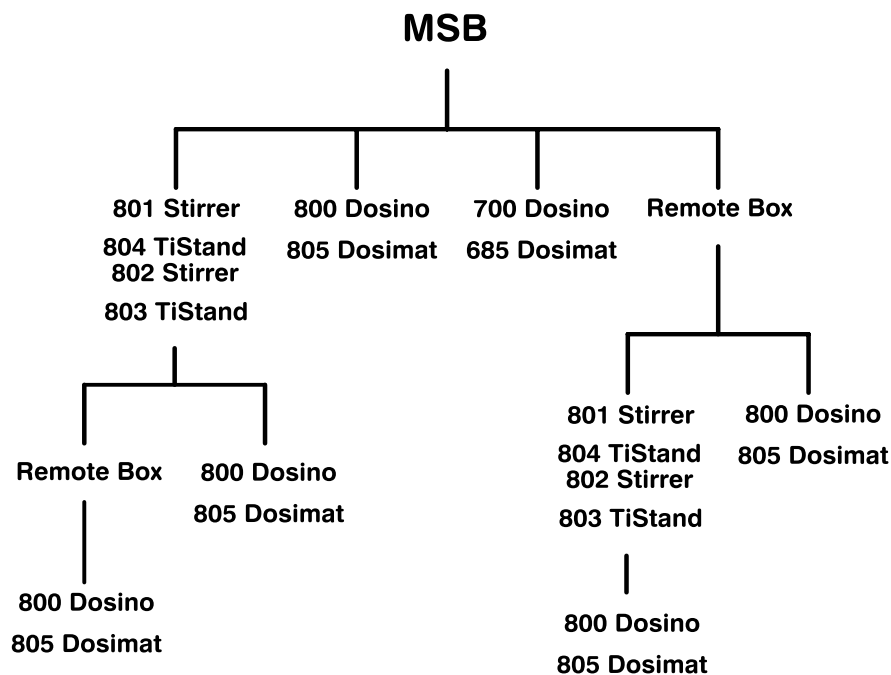 MSB
801 Stirrer
804 TiStand
802 Stirrer
803 TiStand
800 Dosino
805 Dosimat
700 Dosino
685 Dosimat
Remote Box
Remote Box
800 Dosino
805 Dosimat
800 Dosino
805 Dosimat
801 Stirrer
804 TiStand
802 Stirrer
803 TiStand
800 Dosino
805 Dosimat
800 Dosino
805 Dosimat